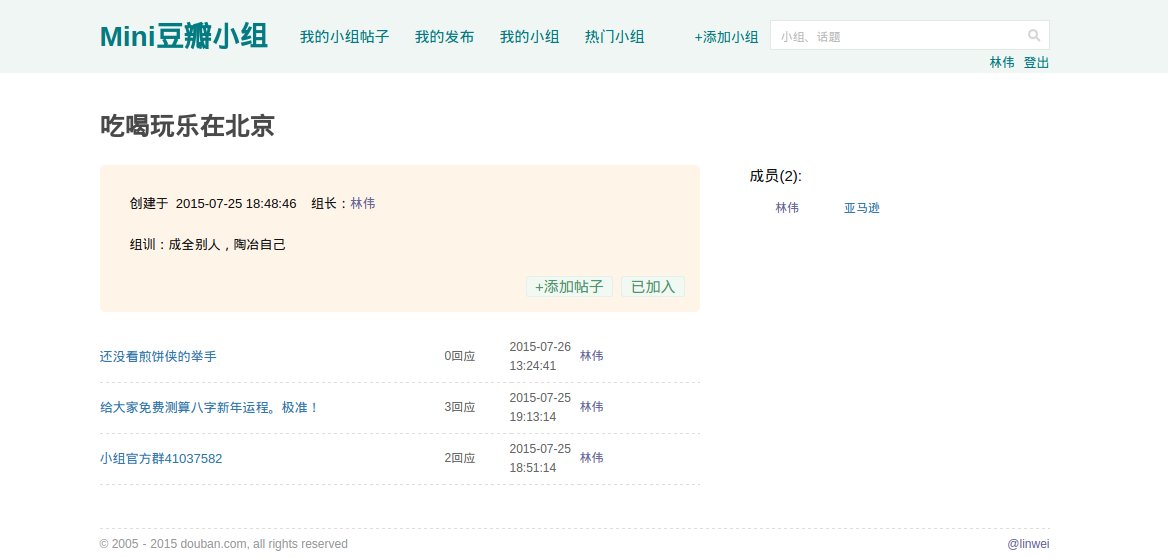 Mini豆瓣小组 我的小组帖子 我的发布 我的小组 热门小组 +添加小组 小组、话题
林伟 登出
吃喝玩乐在北京
创建于 2015-07-25 18:48:46 组长：林伟
组训：成全别人，陶冶自己
+添加帖子 已加入
成员(2):
林伟 亚马逊
还没看煎饼侠的举手 0回应 2015-07-26 13:24:41 林伟
给大家免费测算八字新年运程。极准！ 3回应 2015-07-25 19:13:14 林伟
小组官方群41037582 2回应 2015-07-25 18:51:14 林伟
© 2005 - 2015 douban.com, all rights reserved @linwei